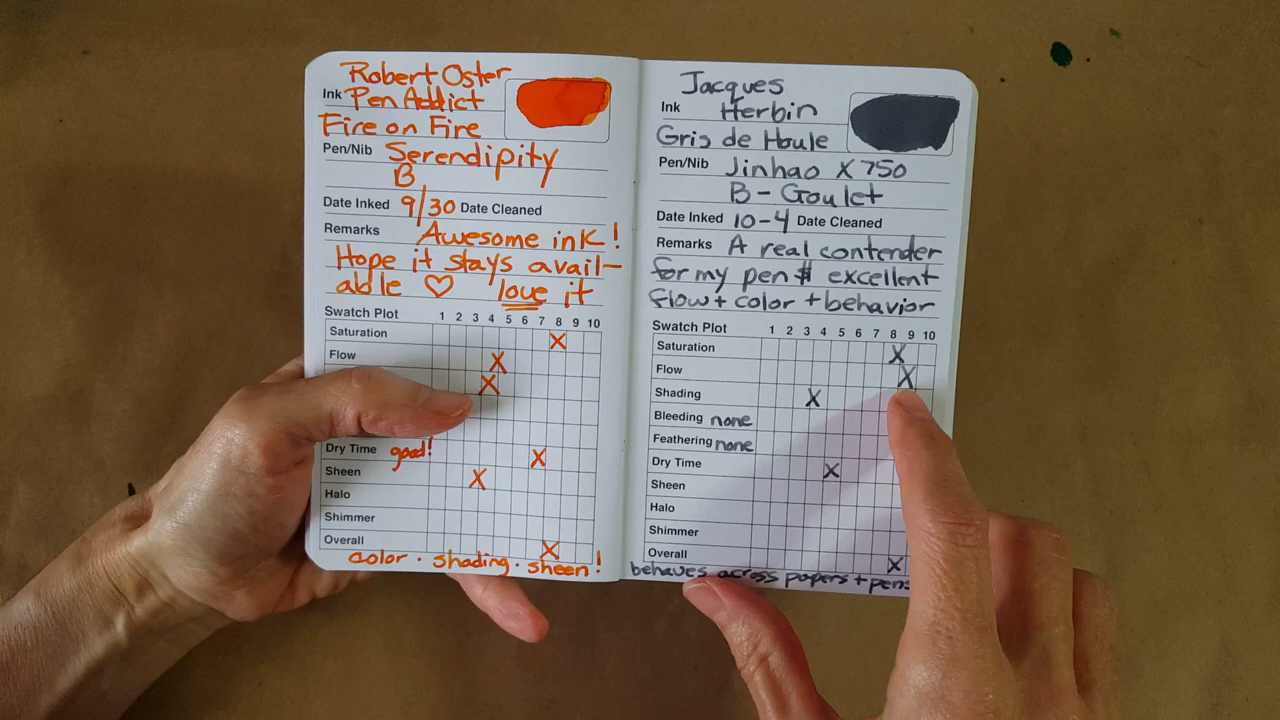 Robert Oster
Ink Pen Addict
Fire on Fire
Pen/Nib Serendipity
B
Date Inked 9/30 Date Cleaned
Remarks Awesome ink!
Hope it stays avail-
able ♡ love it
Swatch Plot 1 2 3 4 5 6 7 8 9 10
Saturation X
Flow X
X
Dry Time good! X
Sheen X
Halo
Shimmer
Overall X
color · shading · sheen!
Jacques
Ink Herbin
Gris de Houle
Pen/Nib Jinhao X750
B - Goulet
Date Inked 10-4 Date Cleaned
Remarks A real contender
for my pen $ excellent
flow + color + behavior
Swatch Plot 1 2 3 4 5 6 7 8 9 10
Saturation X
Flow X
Shading X
Bleeding none
Feathering none
Dry Time X
Sheen
Halo
Shimmer
Overall X
behaves across papers + pens